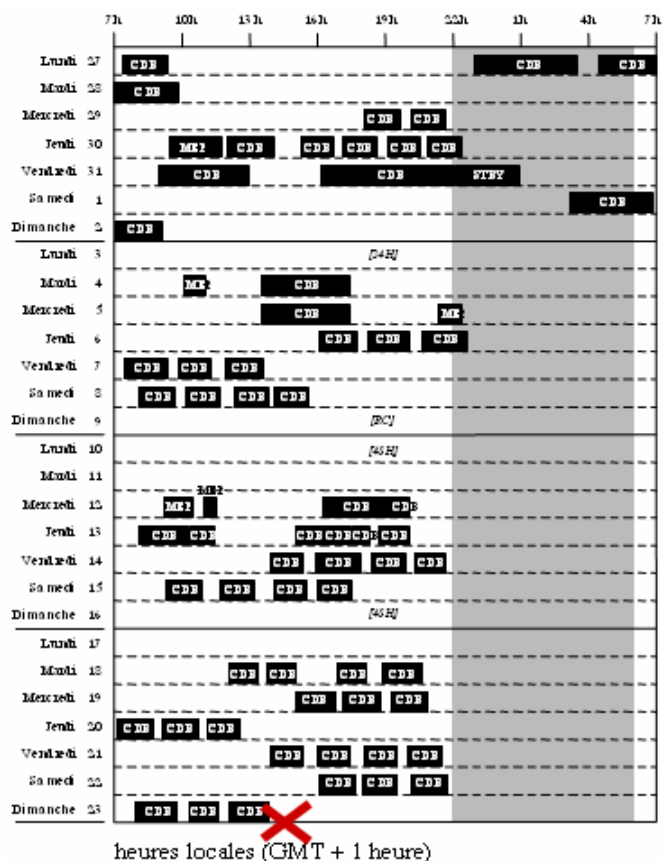 7h 10h 13h 16h 19h 22h 1h 4h 7h
Lundi 27 CDB CDB CDB
Mardi 28 CDB
Mercredi 29 CDB CDB
Jeudi 30 MEP CDB CDB CDB CDB CDB
Vendredi 31 CDB CDB STBY
Samedi 1 CDB
Dimanche 2 CDB
Lundi 3 [24H]
Mardi 4 MEP CDB
Mercredi 5 CDB MEP
Jeudi 6 CDB CDB CDB
Vendredi 7 CDB CDB CDB
Samedi 8 CDB CDB CDB CDB
Dimanche 9 [RC]
Lundi 10 [48H]
Mardi 11
MEP
Mercredi 12 MEP CDB CDB
Jeudi 13 CDB CDB CDB CDB CDB CDB
Vendredi 14 CDB CDB CDB CDB
Samedi 15 CDB CDB CDB CDB
Dimanche 16 [48H]
Lundi 17
Mardi 18 CDB CDB CDB CDB
Mercredi 19 CDB CDB CDB
Jeudi 20 CDB CDB CDB
Vendredi 21 CDB CDB CDB CDB
Samedi 22 CDB CDB CDB
Dimanche 23 CDB CDB CDB
heures locales (GMT + 1 heure)